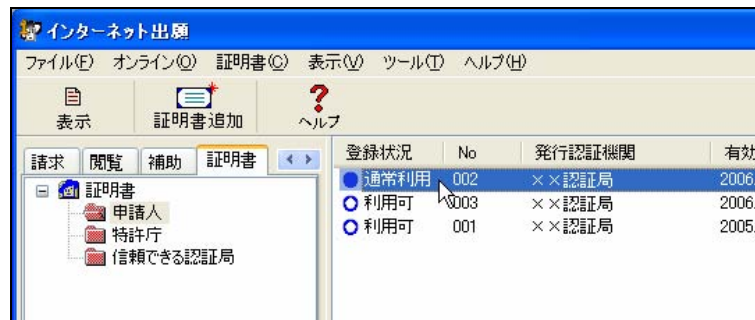 インターネット出願
ファイル(F) オンライン(O) 証明書(C) 表示(V) ツール(T) ヘルプ(H)
表示 証明書追加 ヘルプ
請求 閲覧 補助 証明書
証明書
申請人
特許庁
信頼できる認証局
登録状況 No 発行認証機関 有効
通常利用 002 ××認証局 2006.
利用可 003 ××認証局 2006.
利用可 001 ××認証局 2005.